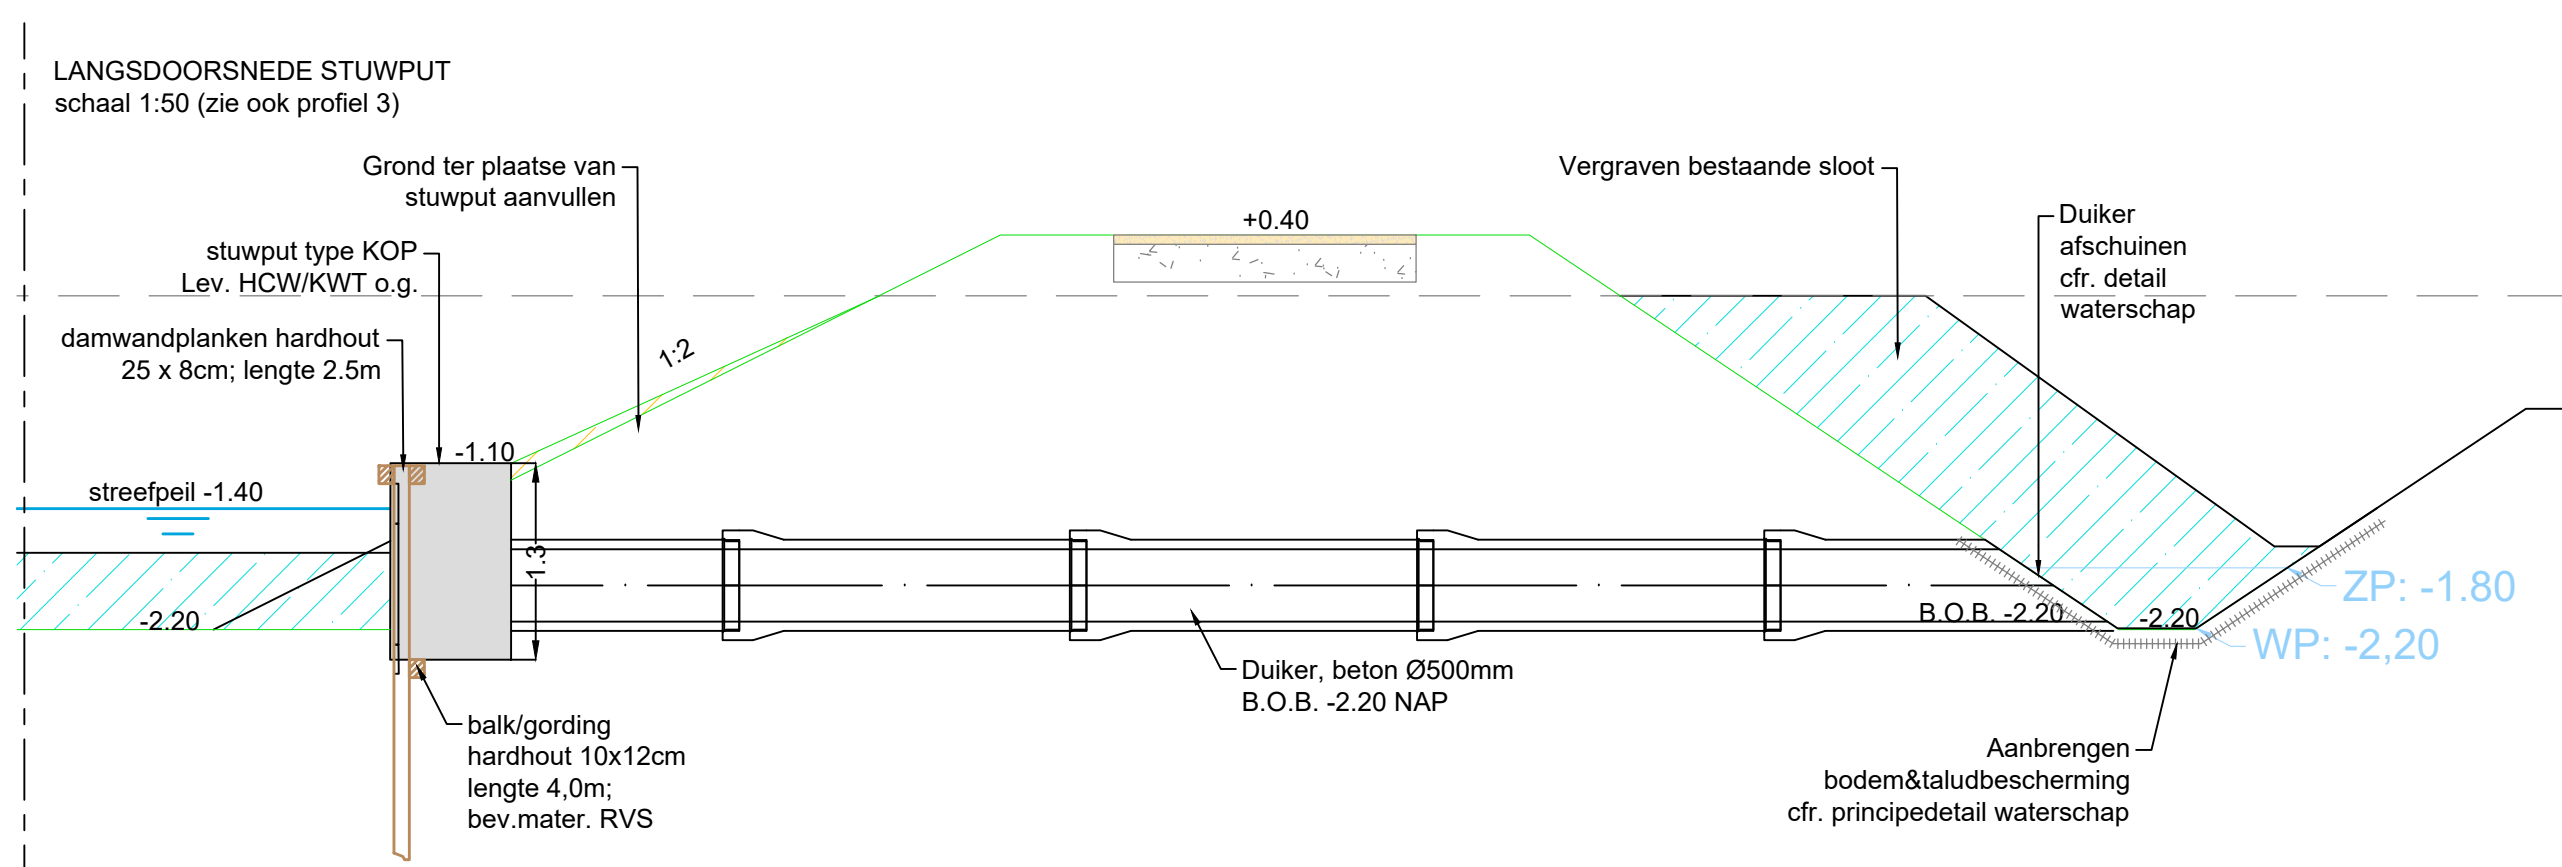 LANGSDOORSNEDE STUWPUT
schaal 1:50 (zie ook profiel 3)
Grond ter plaatse van
stuwput aanvullen
stuwput type KOP
Lev. HCW/KWT o.g.
damwandplanken hardhout
25 x 8cm; lengte 2.5m
1:2
+0.40
Vergraven bestaande sloot
Duiker
afschuinen
cfr. detail
waterschap
-1.10
streefpeil -1.40
1.3
-2.20
B.O.B. -2.20
-2.20
ZP: -1.80
WP: -2,20
Duiker, beton Ø500mm
B.O.B. -2.20 NAP
balk/gording
hardhout 10x12cm
lengte 4,0m;
bev.mater. RVS
Aanbrengen
bodem&taludbescherming
cfr. principedetail waterschap